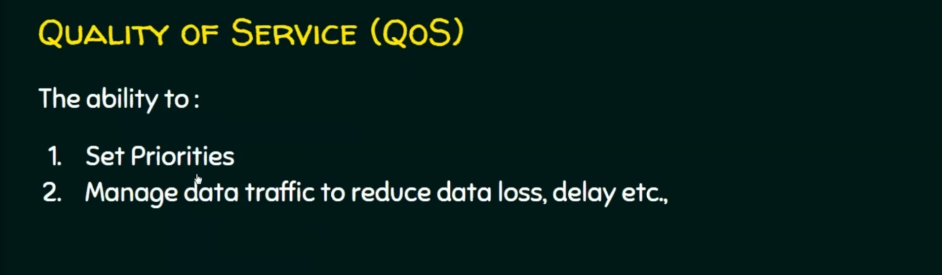 Quality of Service (QoS)
The ability to :
1. Set Priorities
2. Manage data traffic to reduce data loss, delay etc.,